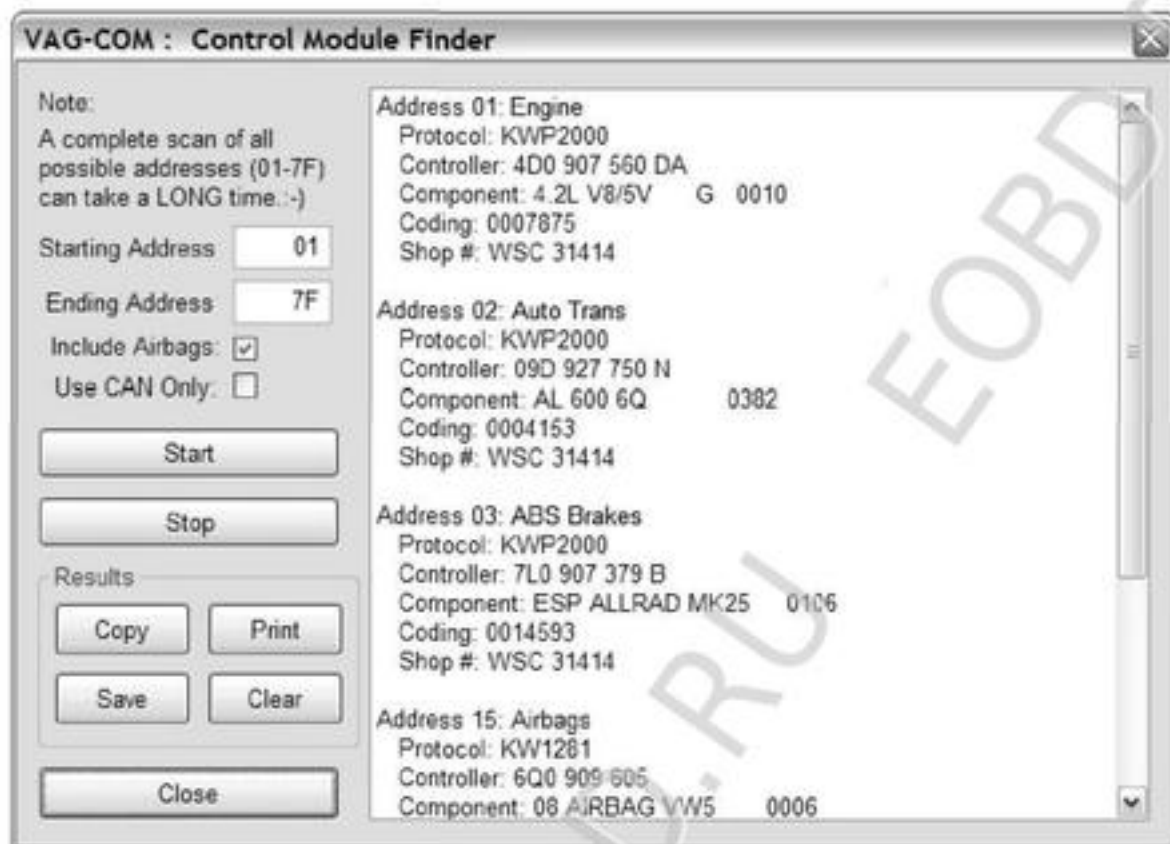 VAG-COM : Control Module Finder
Note:
A complete scan of all
possible addresses (01-7F)
can take a LONG time.:-)
Starting Address 01
Ending Address 7F
Include Airbags:
Use CAN Only:
Start
Stop
Results
Copy Print
Save Clear
Close
Address 01: Engine
Protocol: KWP2000
Controller: 4D0 907 560 DA
Component: 4.2L V8/5V G 0010
Coding: 0007875
Shop #: WSC 31414
Address 02: Auto Trans
Protocol: KWP2000
Controller: 09D 927 750 N
Component: AL 600 6Q 0382
Coding: 0004153
Shop #: WSC 31414
Address 03: ABS Brakes
Protocol: KWP2000
Controller: 7L0 907 379 B
Component: ESP ALLRAD MK25 0106
Coding: 0014593
Shop #: WSC 31414
Address 15: Airbags
Protocol: KW1281
Controller: 6Q0 909 605
Component: 08 AIRBAG VW5 0006
EOBD
D.RU